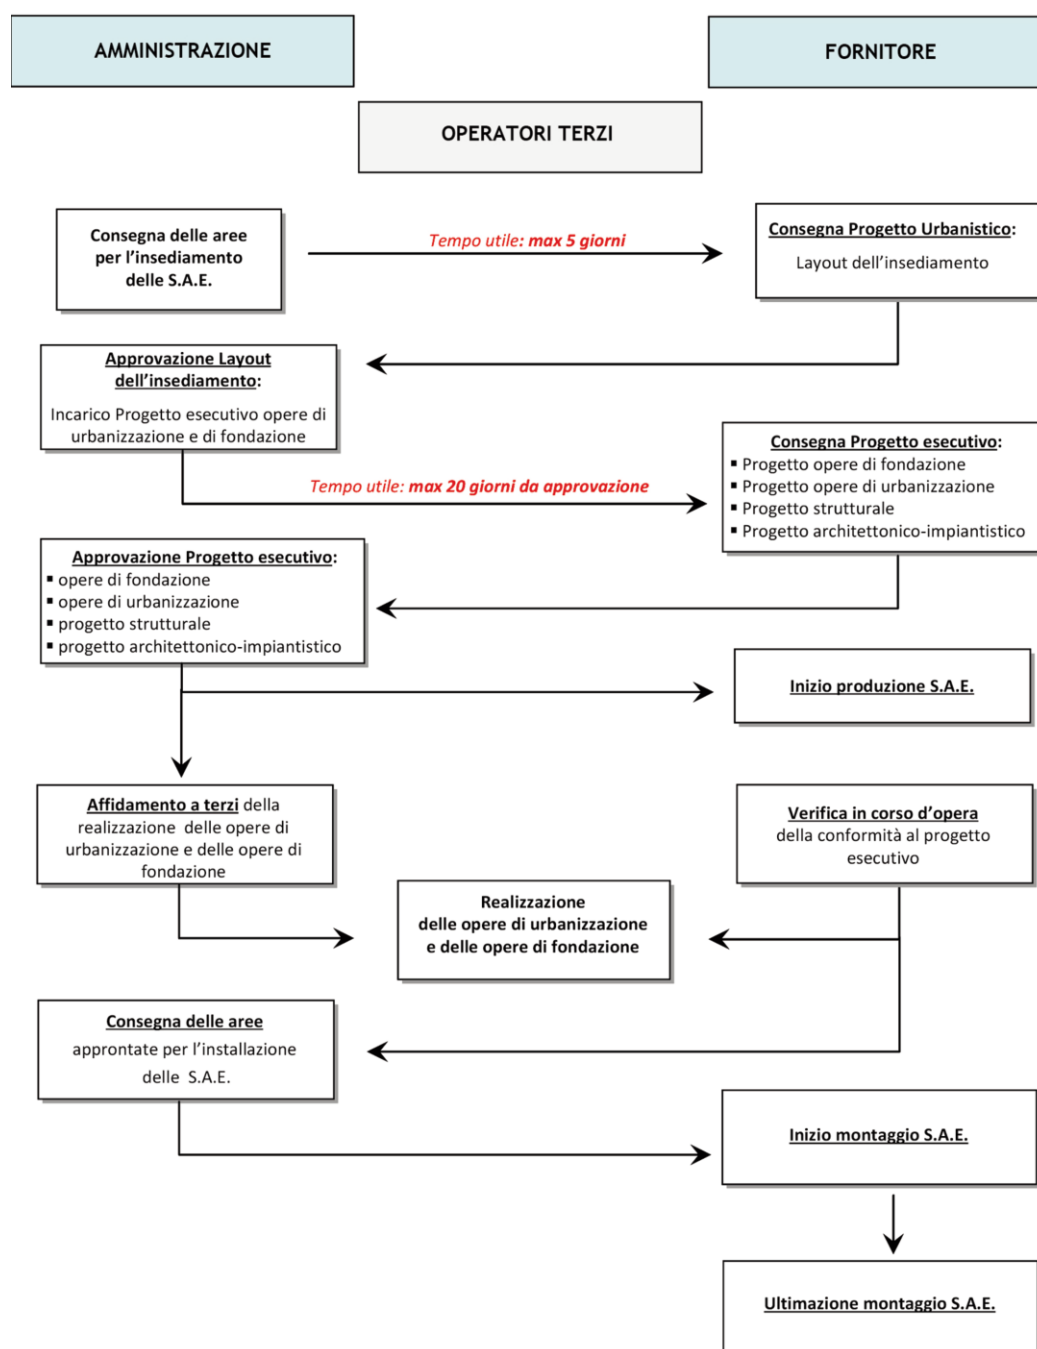 AMMINISTRAZIONE
FORNITORE
OPERATORI TERZI
Consegna delle aree
per l’insediamento
delle S.A.E.
Tempo utile: max 5 giorni
Consegna Progetto Urbanistico:
Layout dell’insediamento
Approvazione Layout
dell’insediamento:
Incarico Progetto esecutivo opere di
urbanizzazione e di fondazione
Tempo utile: max 20 giorni da approvazione
Consegna Progetto esecutivo:
▪ Progetto opere di fondazione
▪ Progetto opere di urbanizzazione
▪ Progetto strutturale
▪ Progetto architettonico-impiantistico
Approvazione Progetto esecutivo:
▪ opere di fondazione
▪ opere di urbanizzazione
▪ progetto strutturale
▪ progetto architettonico-impiantistico
Inizio produzione S.A.E.
Affidamento a terzi della
realizzazione delle opere di
urbanizzazione e delle opere di
fondazione
Verifica in corso d’opera
della conformità al progetto
esecutivo
Realizzazione
delle opere di urbanizzazione
e delle opere di fondazione
Consegna delle aree
approntate per l’installazione
delle S.A.E.
Inizio montaggio S.A.E.
Ultimazione montaggio S.A.E.